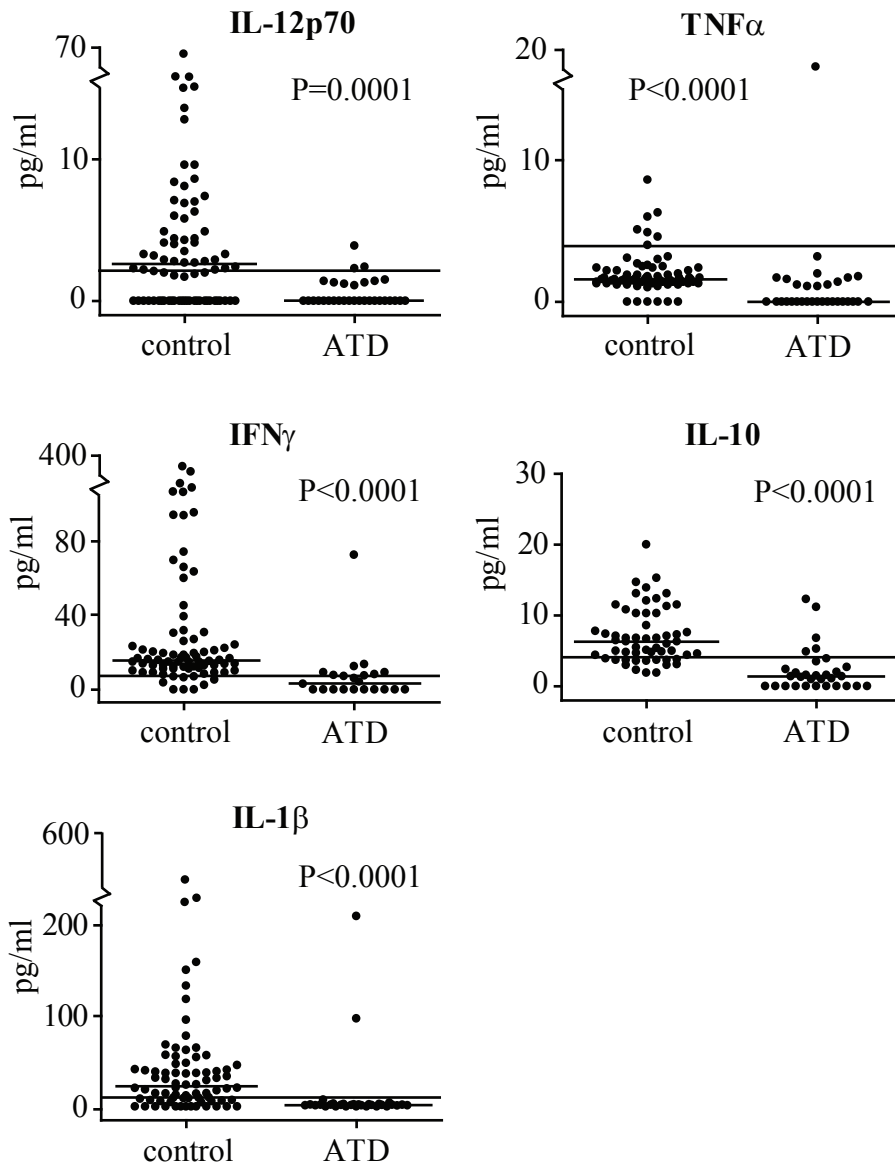 IL-12p70
70
P=0.0001
pg/ml
10
0
control
ATD
TNFα
20
P<0.0001
pg/ml
10
0
control
ATD
IFNγ
400
P<0.0001
pg/ml
80
40
0
control
ATD
IL-10
30
P<0.0001
pg/ml
20
10
0
control
ATD
IL-1β
600
P<0.0001
pg/ml
200
100
0
control
ATD